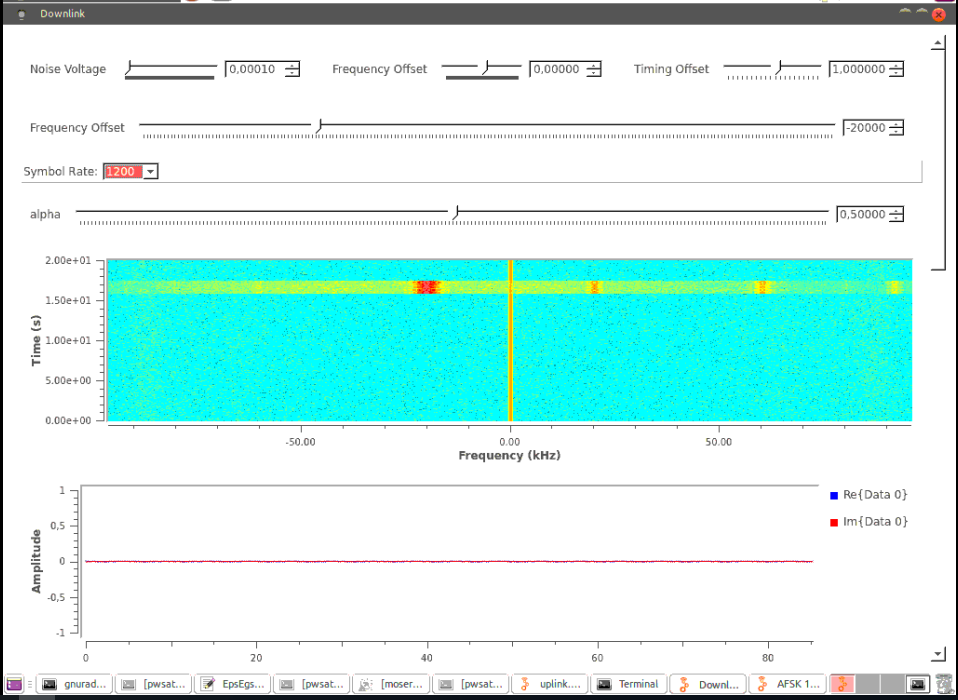 Downlink
Noise Voltage 0,00010 Frequency Offset 0,00000 Timing Offset 1,000000
Frequency Offset -20000
Symbol Rate: 1200
alpha 0,50000
2.00e+01
1.50e+01
1.00e+01
5.00e+00
0.00e+00
Time (s)
-50.00 0.00 50.00
Frequency (kHz)
1
0,5
0
-0,5
-1
Amplitude
Re{Data 0}
Im{Data 0}
0 20 40 60 80
gnurad... [pwsat... EpsEgs... [pwsat... [moser... [pwsat... uplink.... Terminal Downl... AFSK 1...